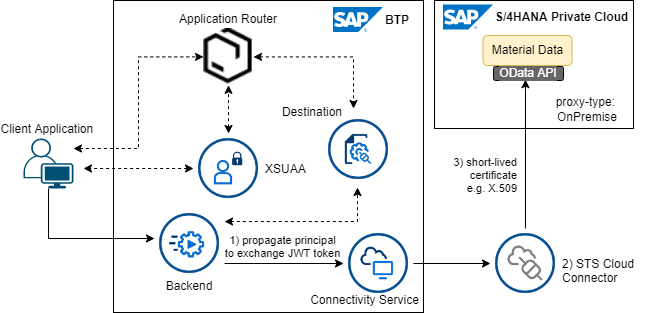 Application Router
SAP BTP
SAP S/4HANA Private Cloud
Material Data
OData API
proxy-type:
OnPremise
Destination
Client Application
XSUAA
3) short-lived
certificate
e.g. X.509
1) propagate principal
to exchange JWT token
Backend
Connectivity Service
2) STS Cloud
Connector